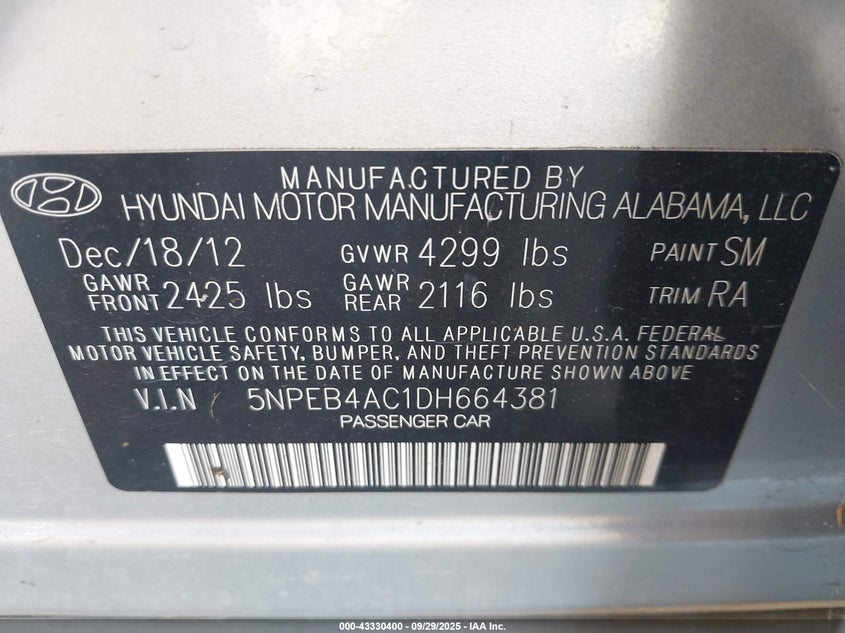 MANUFACTURED BY
HYUNDAI MOTOR MANUFACTURING ALABAMA, LLC
Dec/18/12 GVWR 4299 lbs PAINT SM
GAWR FRONT 2425 lbs GAWR REAR 2116 lbs TRIM RA
THIS VEHICLE CONFORMS TO ALL APPLICABLE U.S.A. FEDERAL
MOTOR VEHICLE SAFETY, BUMPER, AND THEFT PREVENTION STANDARDS
IN EFFECT ON THE DATE OF MANUFACTURE SHOWN ABOVE
V.I.N 5NPEB4AC1DH664381
PASSENGER CAR
000-43330400 - 09/29/2025 - IAA Inc.